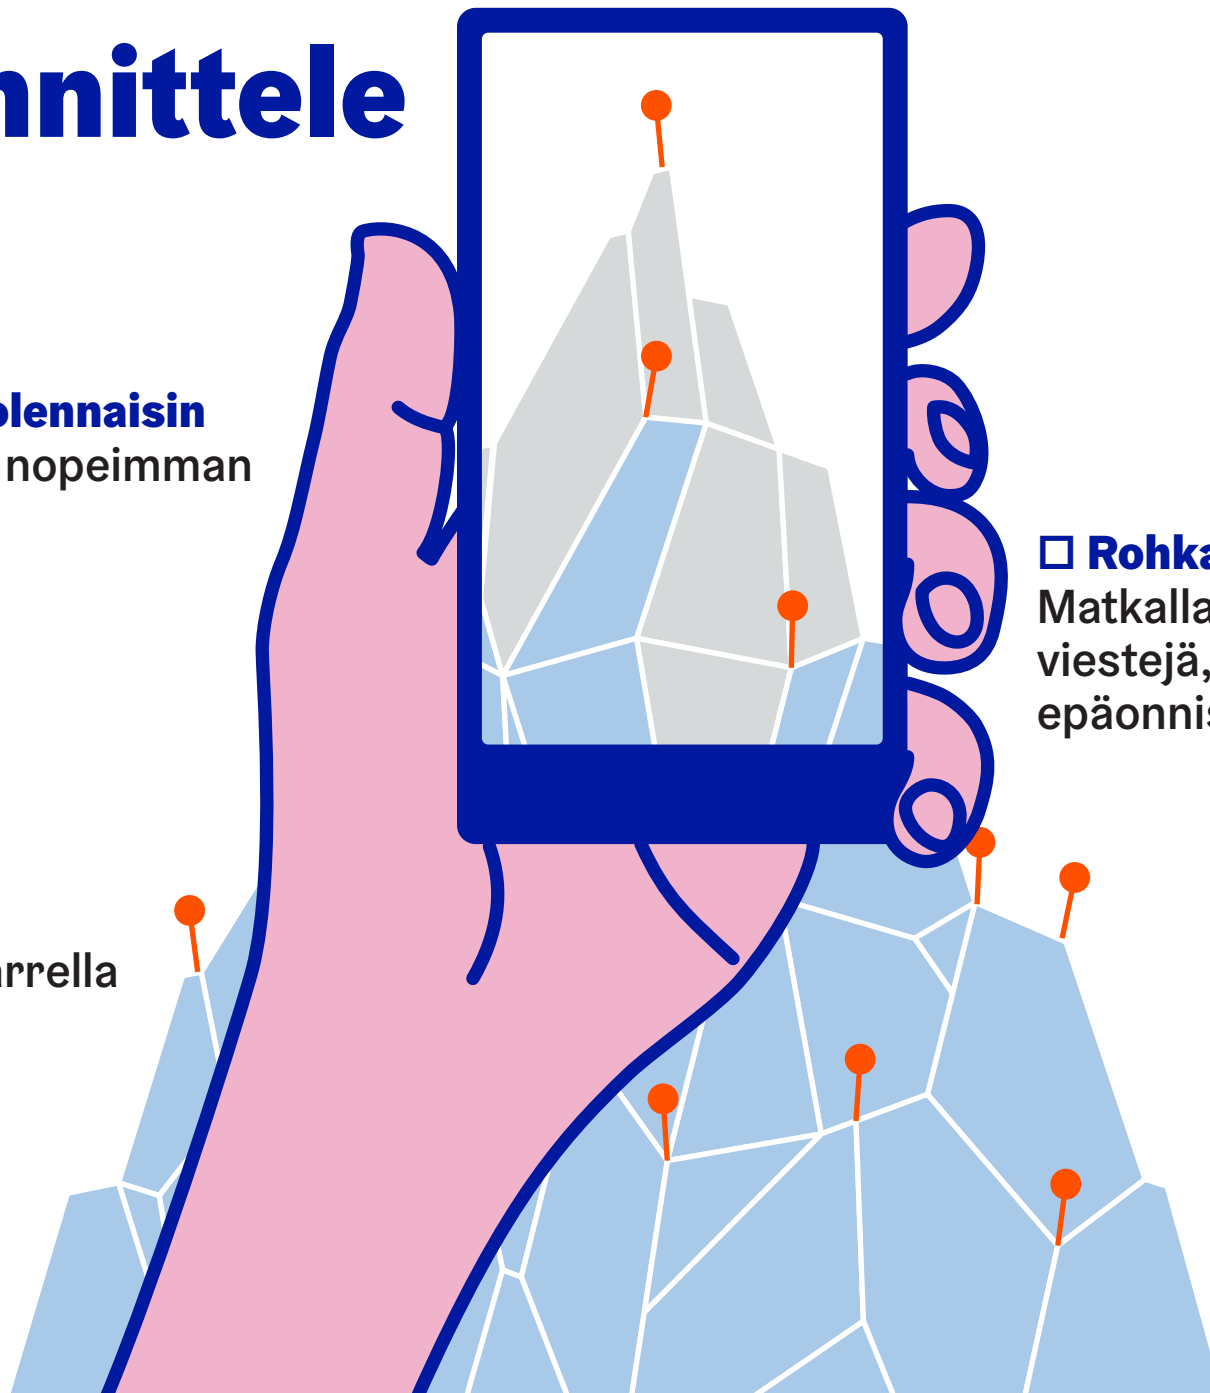 nnittele
olennaisin
nopeimman
☐ Rohka
Matkalla
viestejä,
epäonnis
arrella